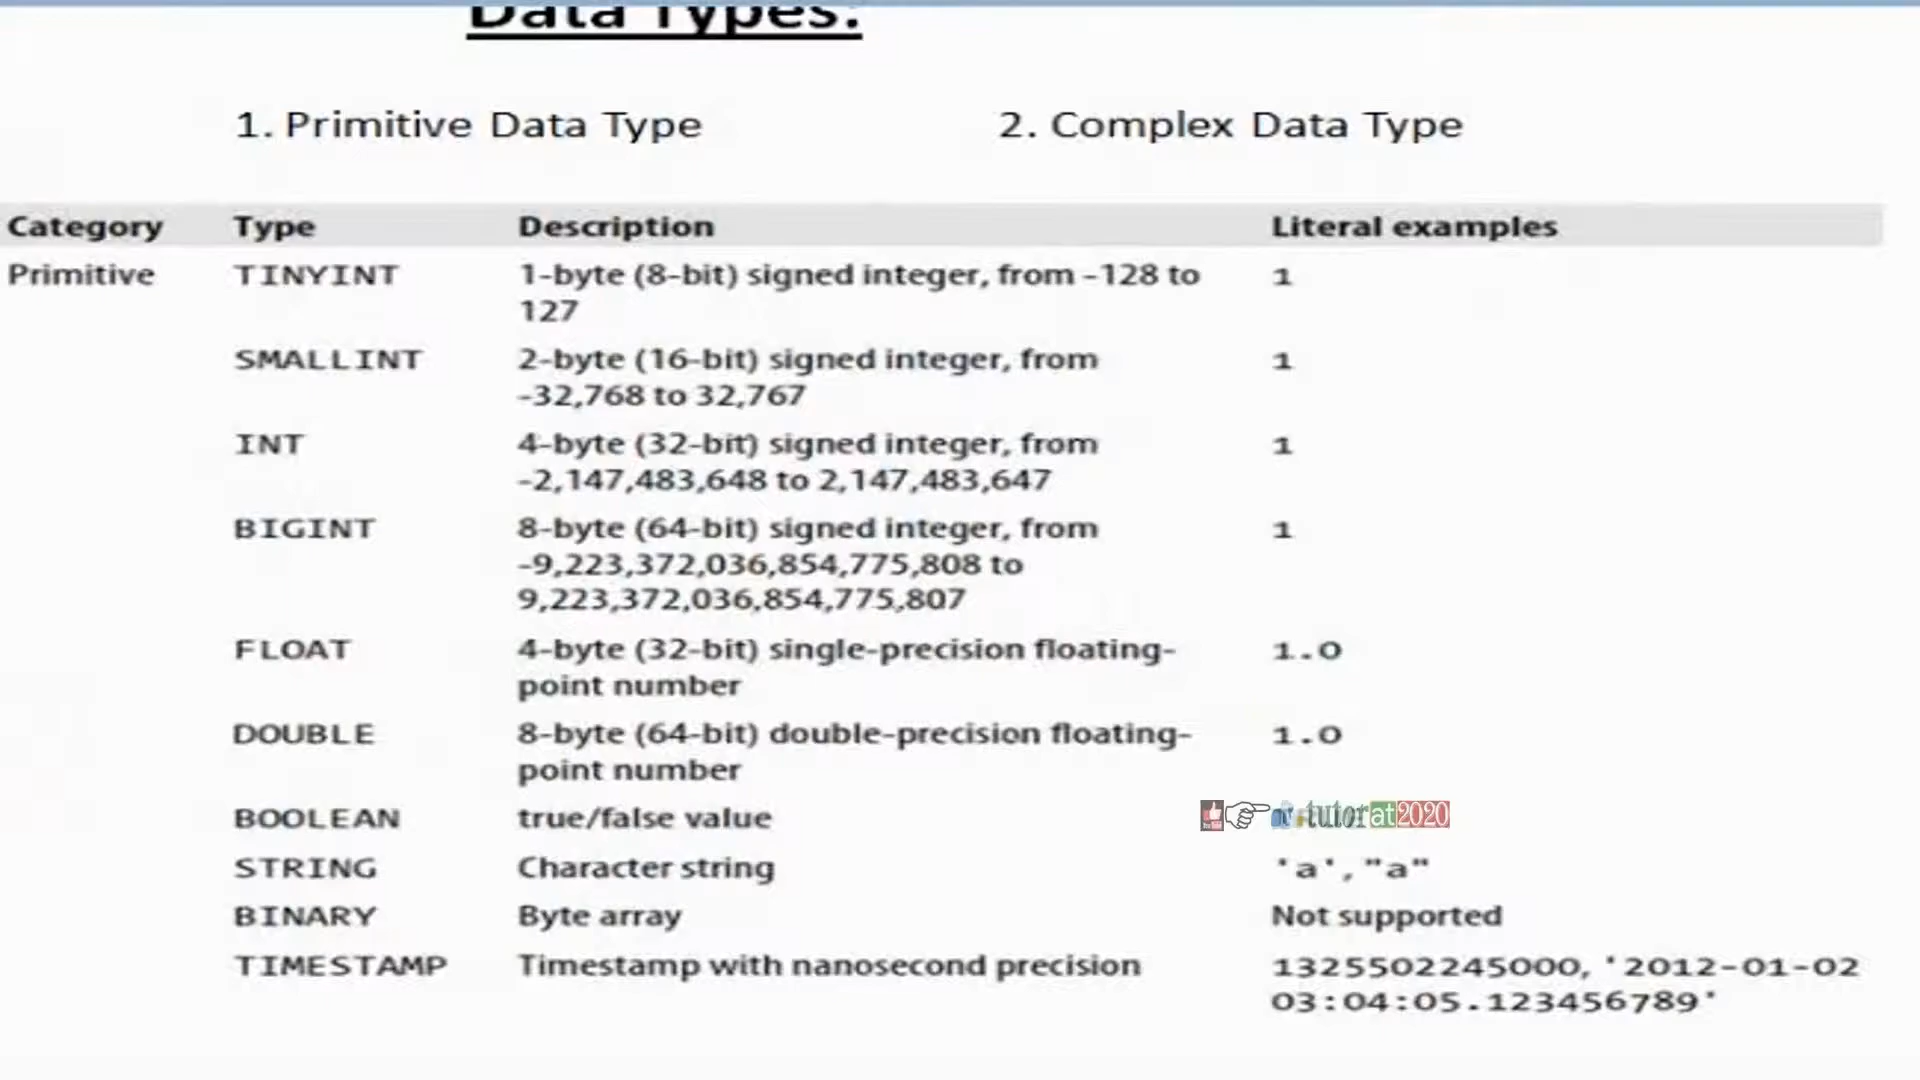 Data Types:
1. Primitive Data Type 2. Complex Data Type
Category Type Description Literal examples
Primitive TINYINT 1-byte (8-bit) signed integer, from -128 to 1
127
SMALLINT 2-byte (16-bit) signed integer, from 1
-32,768 to 32,767
INT 4-byte (32-bit) signed integer, from 1
-2,147,483,648 to 2,147,483,647
BIGINT 8-byte (64-bit) signed integer, from 1
-9,223,372,036,854,775,808 to
9,223,372,036,854,775,807
FLOAT 4-byte (32-bit) single-precision floating- 1.0
point number
DOUBLE 8-byte (64-bit) double-precision floating- 1.0
point number
BOOLEAN true/false value tutorat2020
STRING Character string 'a', "a"
BINARY Byte array Not supported
TIMESTAMP Timestamp with nanosecond precision 1325502245000, '2012-01-02
03:04:05.123456789'